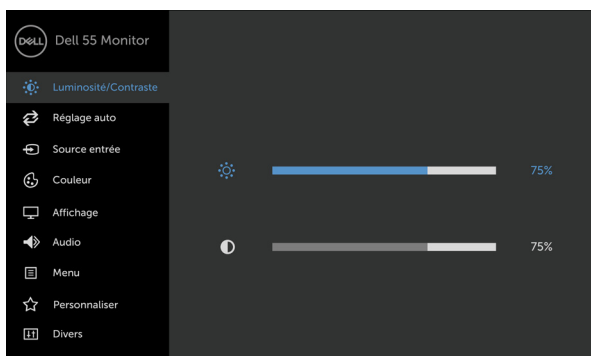 DELL Dell 55 Monitor
Luminosité/Contraste
Réglage auto
Source entrée
75%
Couleur
Affichage
Audio
75%
Menu
Personnaliser
Divers